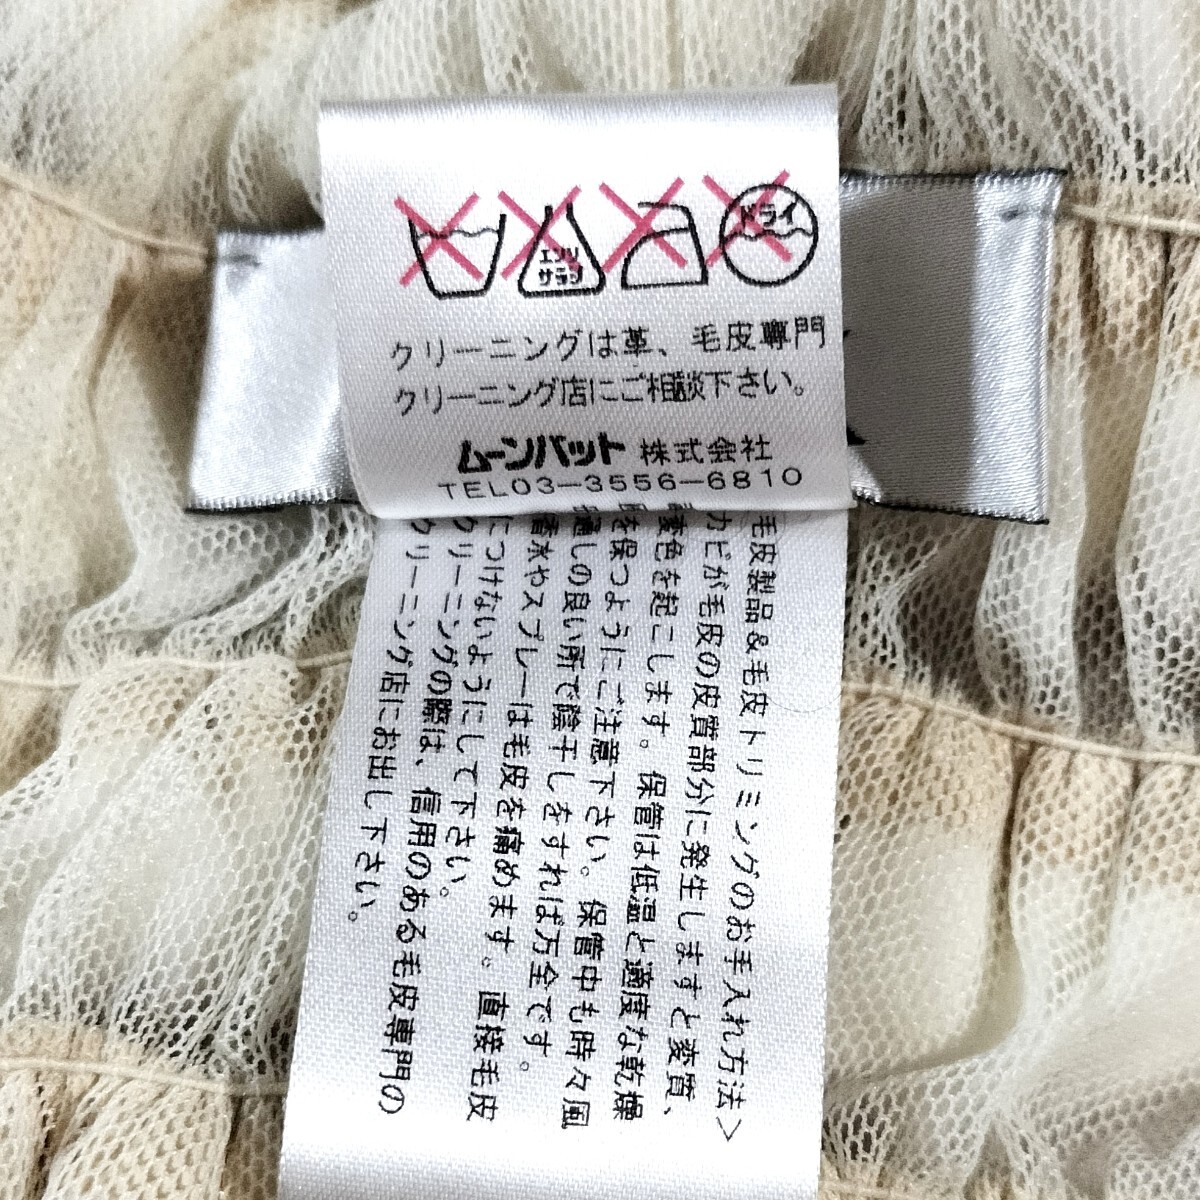 エンソ
サラシ
ドライ
クリーニングは革、毛皮専門
クリーニング店にご相談下さい。
ムーンバット 株式会社
TEL03-3556-6810
毛皮製品&毛皮トリミングのお手入れ方法>
カビが毛皮の皮質部分に発生しますと変質、
色を起こします。保管は低温と適度な乾燥
を保つようにご注意下さい。保管中も時々風
しの良い所で陰干しをすれば万全です。
水やスプレーは毛皮を痛めます。直接毛皮
につけないようにして下さい。
クリーニングの際は、信用のある毛皮専門の
クリーニング店にお出し下さい。